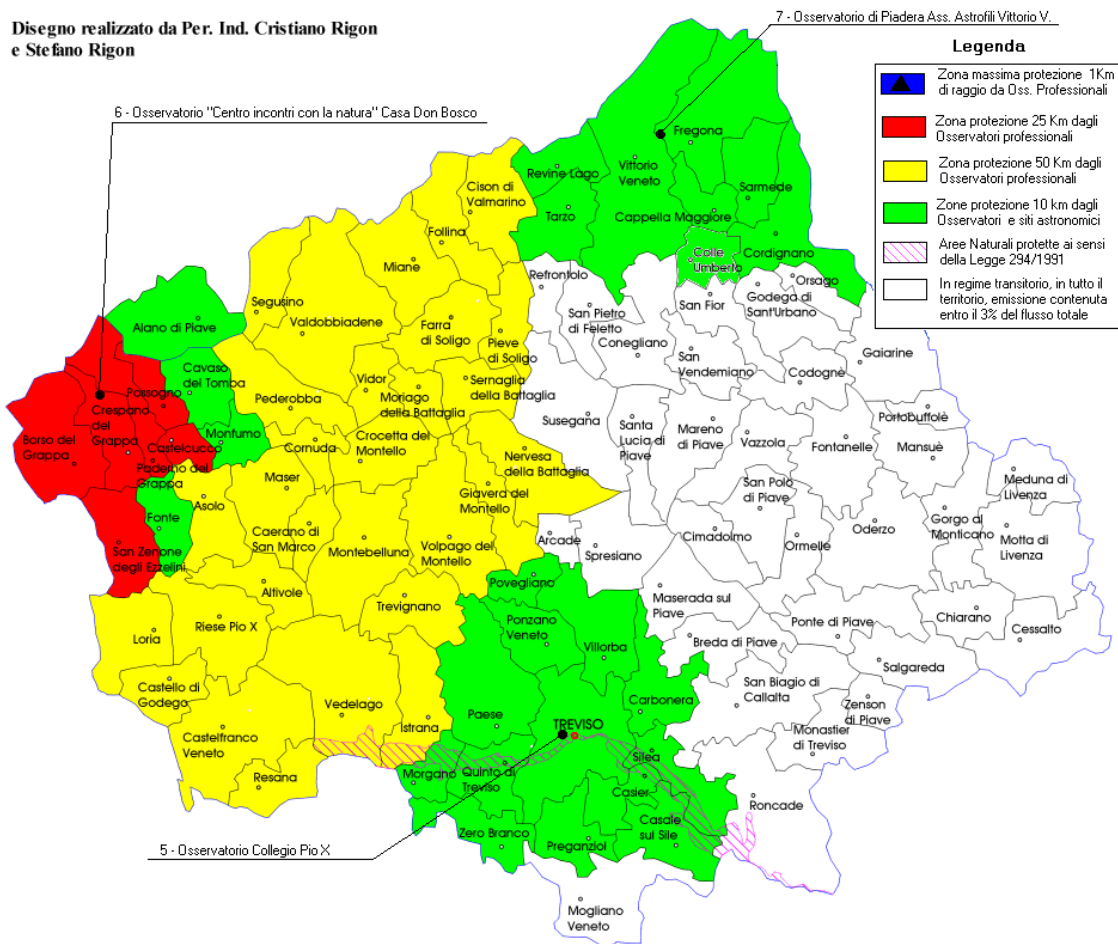 Disegno realizzato da Per. Ind. Cristiano Rigon
e Stefano Rigon
7 - Osservatorio di Piadera Ass. Astrofili Vittorio V.
6 - Osservatorio "Centro incontri con la natura" Casa Don Bosco
Legenda
Zona massima protezione 1Km
di raggio da Oss. Professionali
Zona protezione 25 Km dagli
Osservatori professionali
Zona protezione 50 Km dagli
Osservatori professionali
Zone protezione 10 km dagli
Osservatori e siti astronomici
Aree Naturali protette ai sensi
della Legge 294/1991
In regime transitorio, in tutto il
territorio, emissione contenuta
entro il 3% del flusso totale
Fregona
Vittorio
Veneto
Revine Lago
Sarmede
Tarzo
Cappella Maggiore
Cordignano
Colle
Umberto
Orsago
Cison di
Valmarino
Follina
Miane
Refrontolo
San Fior
Godega di
Sant'Urbano
Segusino
Valdobbiadene
Farra
di Soligo
San Pietro
di Feletto
Conegliano
San
Vendemiano
Gaiarine
Codognè
Alano di Piave
Pieve
di Soligo
Cavaso
del Tomba
Vidor
Moriago
della Battaglia
Sernaglia
della Battaglia
Possogno
Pederobba
Crespano
del
Grappa
Borso del
Grappa
Castelcucco
Monfumo
Paderno del
Grappa
Cornuda
Crocetta del
Montello
Susegana
Santa
Lucia di
Piave
Mareno
di Piave
Vazzola
Fontanelle
Portobuffolè
Mansuè
Nervesa
della Battaglia
Maser
Asolo
Giavera del
Montello
San Polo
di Piave
Meduna di
Livenza
Fonte
Caerano di
San Marco
Montebelluna
Volpago del
Montello
Arcade
Spresiano
Cimadolmo
Ormelle
Oderzo
Gorgo al
Monticano
Motta di
Livenza
San Zenone
degli Ezzelini
Altivole
Trevignano
Povegliano
Maserada sul
Piave
Loria
Riese Pio X
Ponzano
Veneto
Villorba
Breda di Piave
Ponte di Piave
Chiarano
Cessalto
Salgareda
Castello di
Godego
Vedelago
Istrana
Paese
Carbonera
San Biagio di
Callalta
Zenson
di Piave
Castelfranco
Veneto
TREVISO
Monastier
di Treviso
Silea
Resana
Morgano
Quinto di
Treviso
Casier
Roncade
Zero Branco
Preganziol
Casale
sul Sile
5 - Osservatorio Collegio Pio X
Mogliano
Veneto